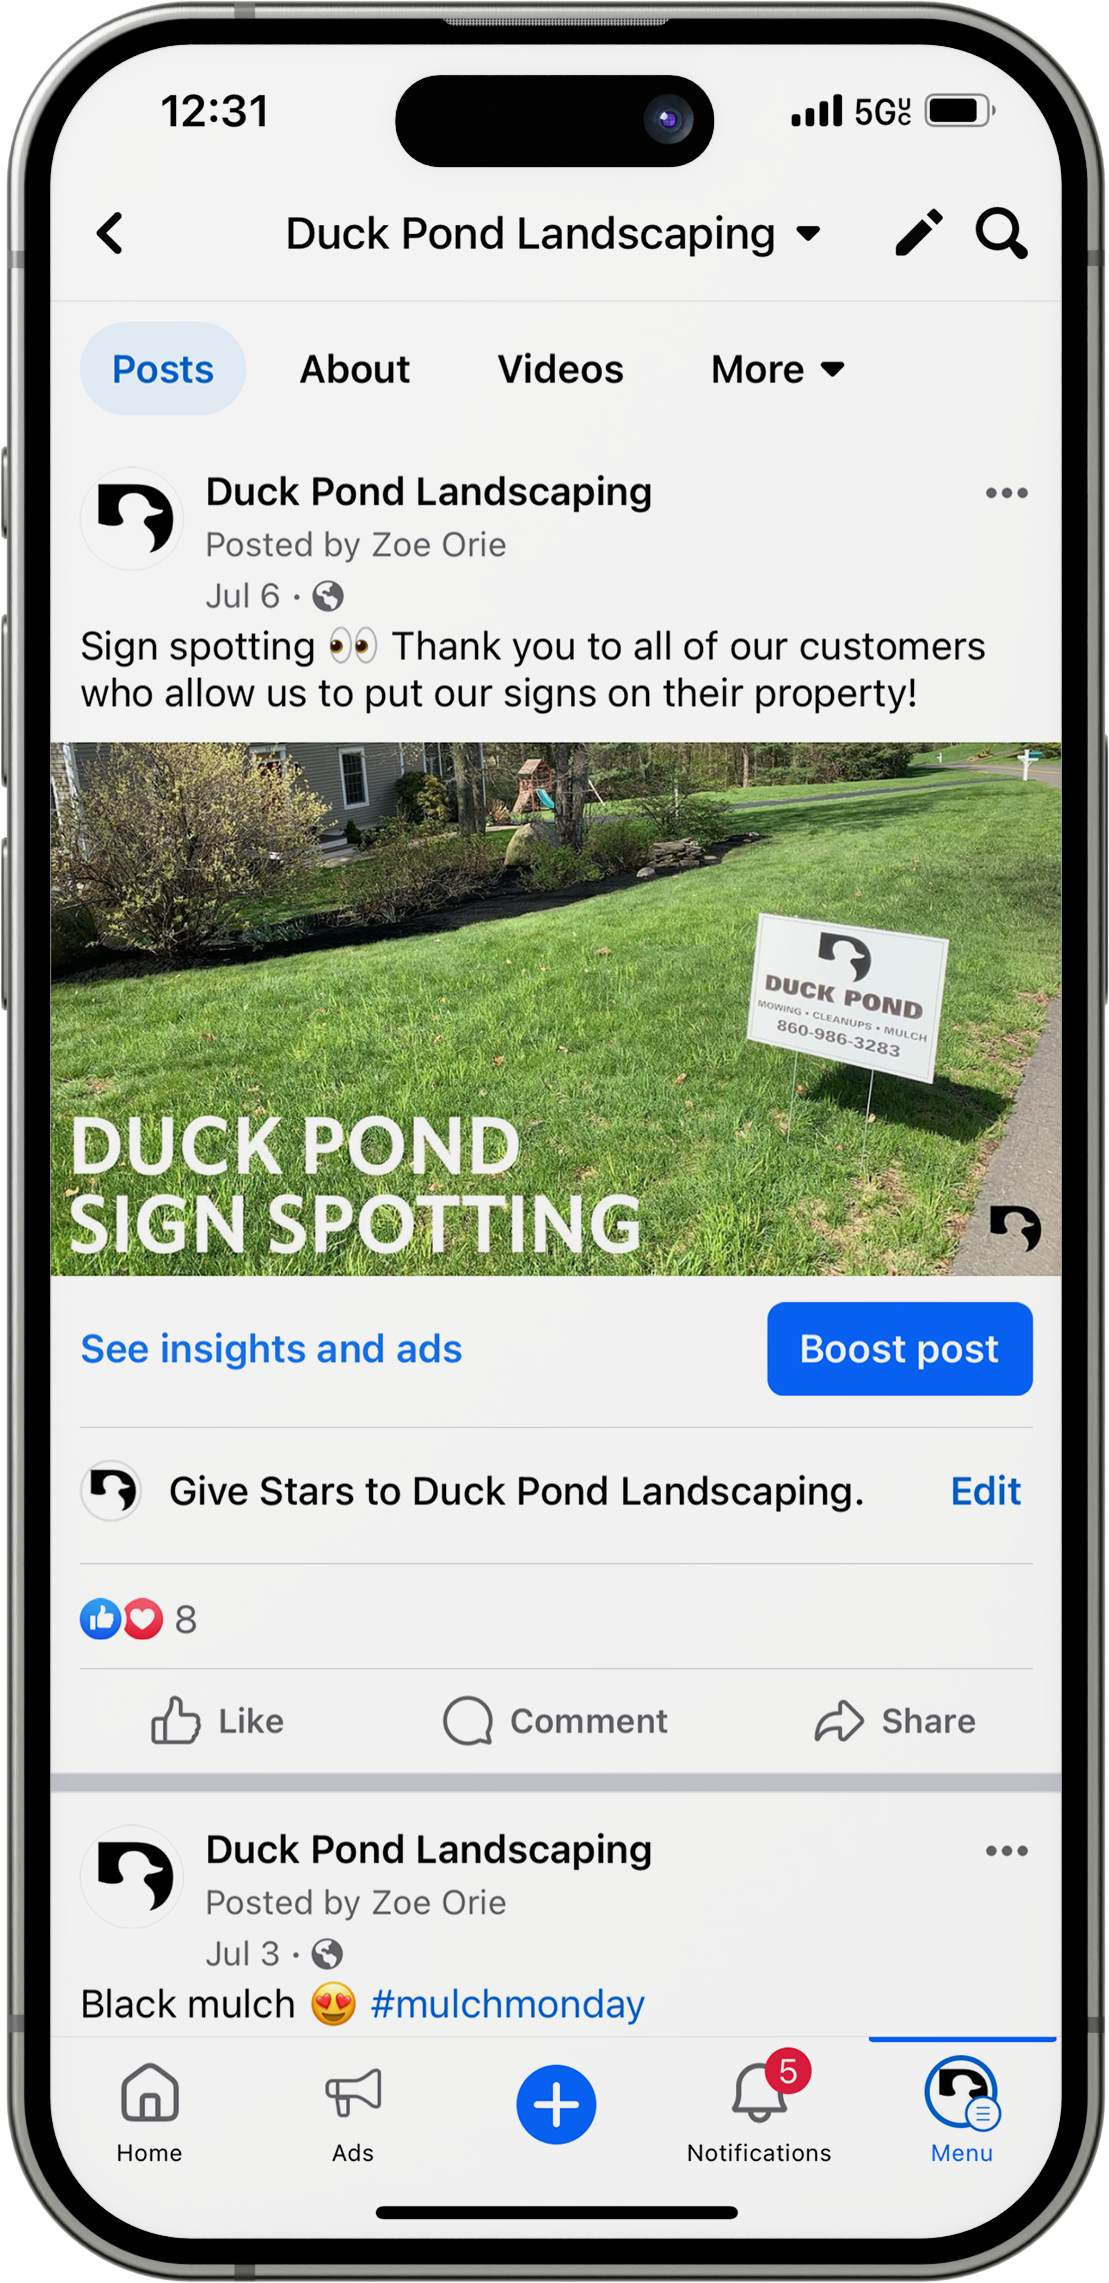 12:31
5GUC
Duck Pond Landscaping
Posts About Videos More
Duck Pond Landscaping
Posted by Zoe Orie
Jul 6 ·
Sign spotting 👀 Thank you to all of our customers
who allow us to put our signs on their property!
DUCK POND
MOWING • CLEANUPS • MULCH
860-986-3283
DUCK POND
SIGN SPOTTING
See insights and ads
Boost post
Give Stars to Duck Pond Landscaping.
Edit
8
Like Comment Share
Duck Pond Landscaping
Posted by Zoe Orie
Jul 3 ·
Black mulch 😍 #mulchmonday
5
Home Ads Notifications Menu